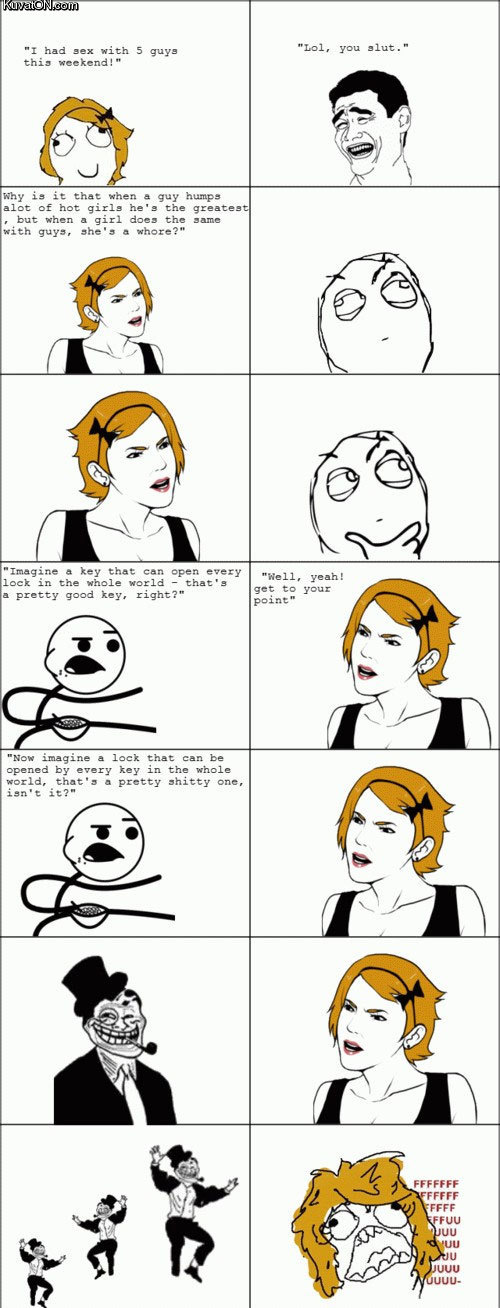 KuvatON.com
"I had sex with 5 guys
this weekend!"
"Lol, you slut."
Why is it that when a guy humps
alot of hot girls he's the greatest
, but when a girl does the same
with guys, she's a whore?"
"Imagine a key that can open every
lock in the whole world - that's
a pretty good key, right?"
"Well, yeah!
get to your
point"
"Now imagine a lock that can be
opened by every key in the whole
world, that's a pretty shitty one,
isn't it?"
FFFFFFF
FFFFFF
FFFFF
FFFUU
UUUU
UUU
UU
UUUU
UUUU-